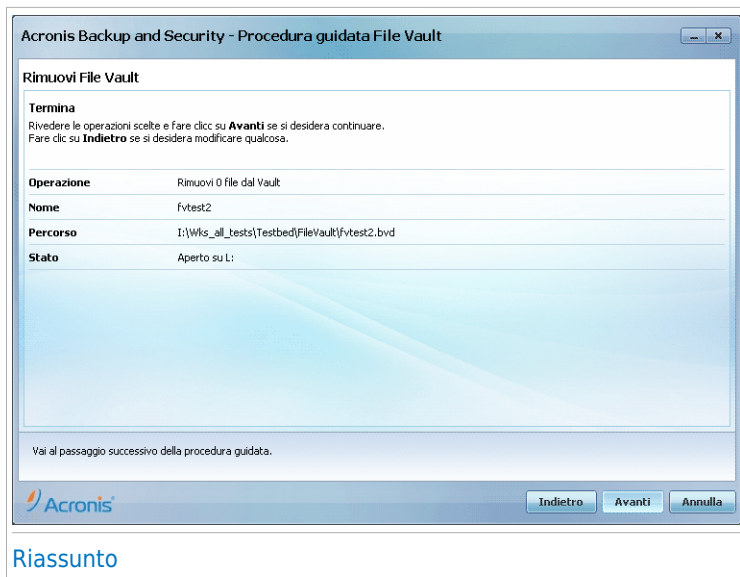 Acronis Backup and Security - Procedura guidata File Vault
Rimuovi File Vault
Termina
Rivedere le operazioni scelte e fare clicc su Avanti se si desidera continuare.
Fare clic su Indietro se si desidera modificare qualcosa.
Operazione Rimuovi 0 file dal Vault
Nome fvtest2
Percorso I:\Wks_all_tests\Testbed\FileVault\fvtest2.bvd
Stato Aperto su L:
Vai al passaggio successivo della procedura guidata.
Acronis
Indietro Avanti Annulla
Riassunto